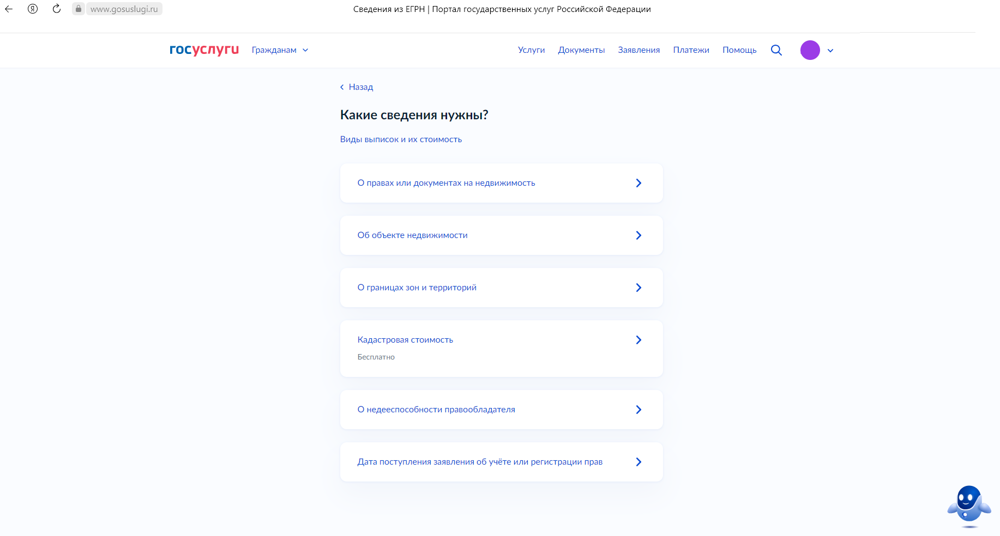 www.gosuslugi.ru
Сведения из ЕГРН | Портал государственных услуг Российской Федерации
госуслуги
Гражданам
Услуги
Документы
Заявления
Платежи
Помощь
Назад
Какие сведения нужны?
Виды выписок и их стоимость
О правах или документах на недвижимость
Об объекте недвижимости
О границах зон и территорий
Кадастровая стоимость
Бесплатно
О недееспособности правообладателя
Дата поступления заявления об учёте или регистрации прав